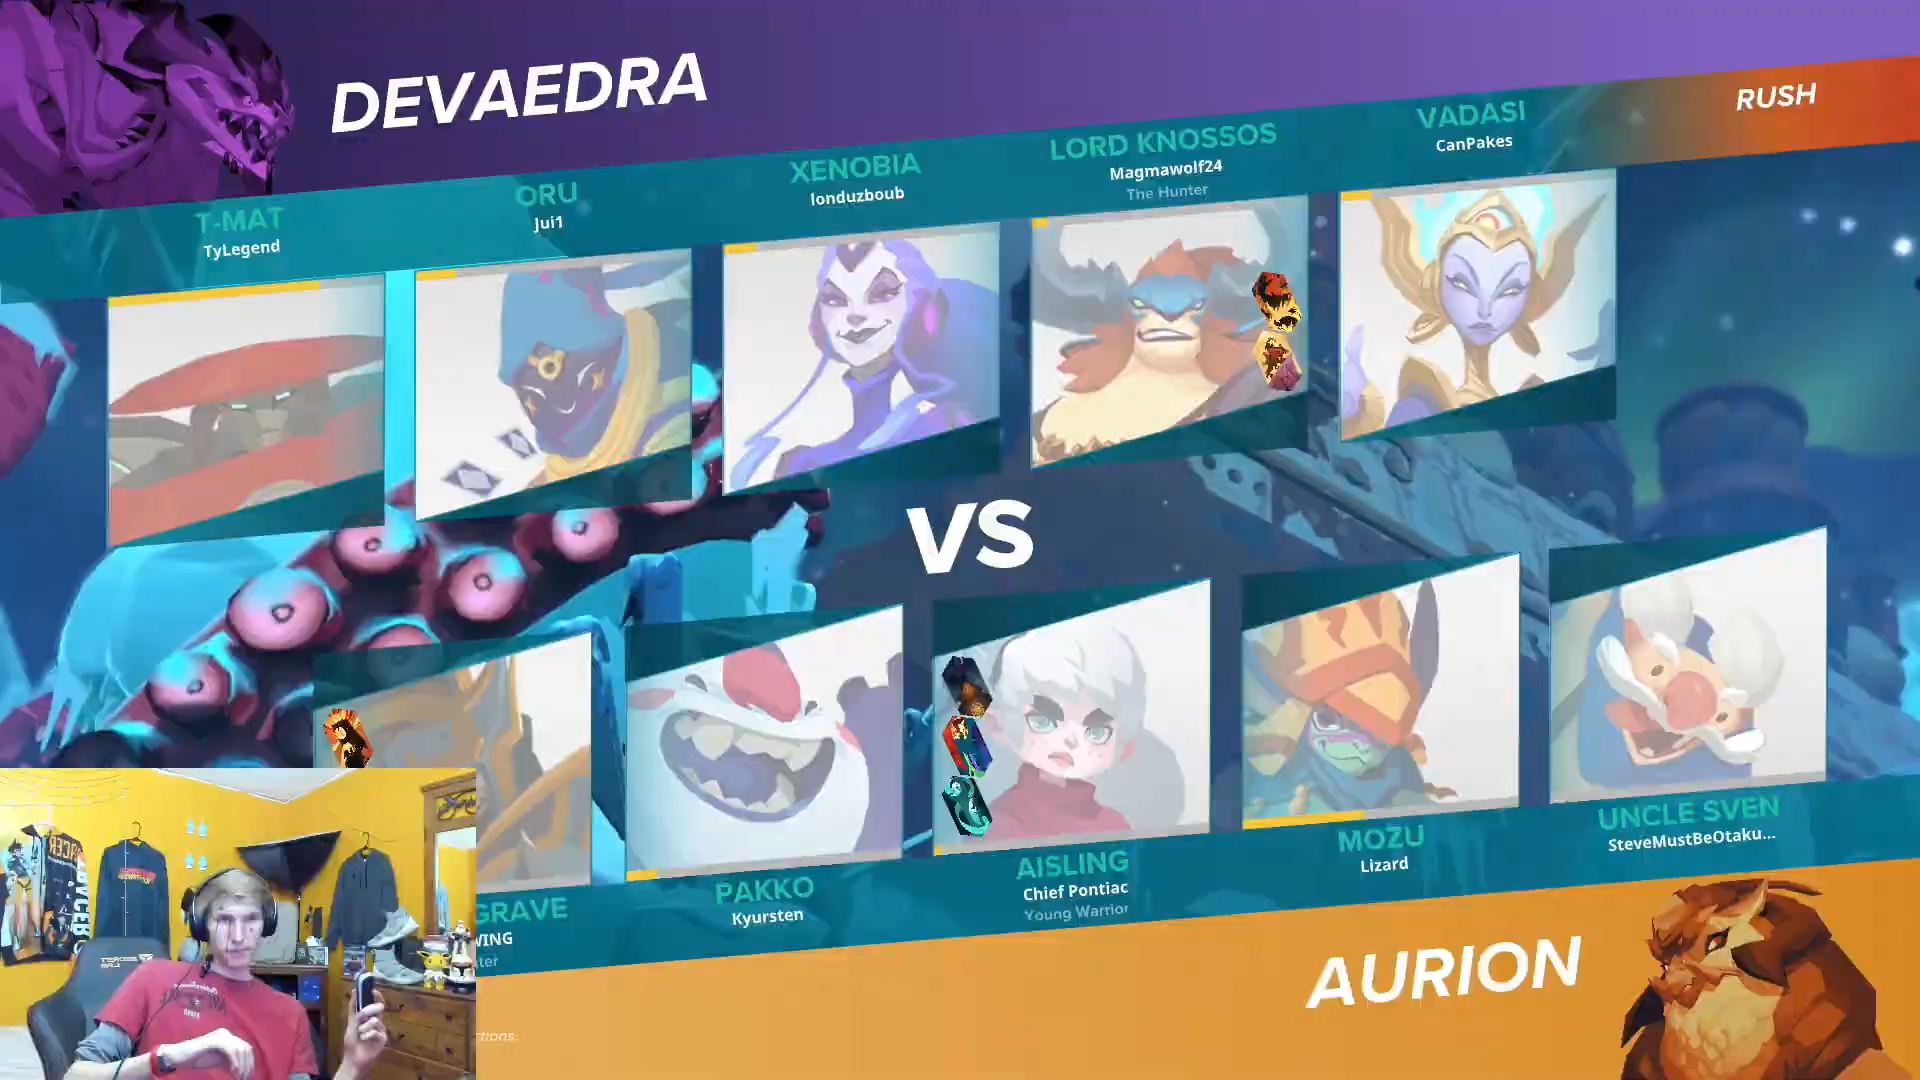 DEVAEDRA
RUSH
T-MAT
TyLegend
ORU
Jui1
XENOBIA
londuzboub
LORD KNOSSOS
Magmawolf24
The Hunter
VADASI
CanPakes
VS
GRAVE
WING
PAKKO
Kyursten
AISLING
Chief Pontiac
Young Warrior
MOZU
Lizard
UNCLE SVEN
SteveMustBeOtaku...
AURION